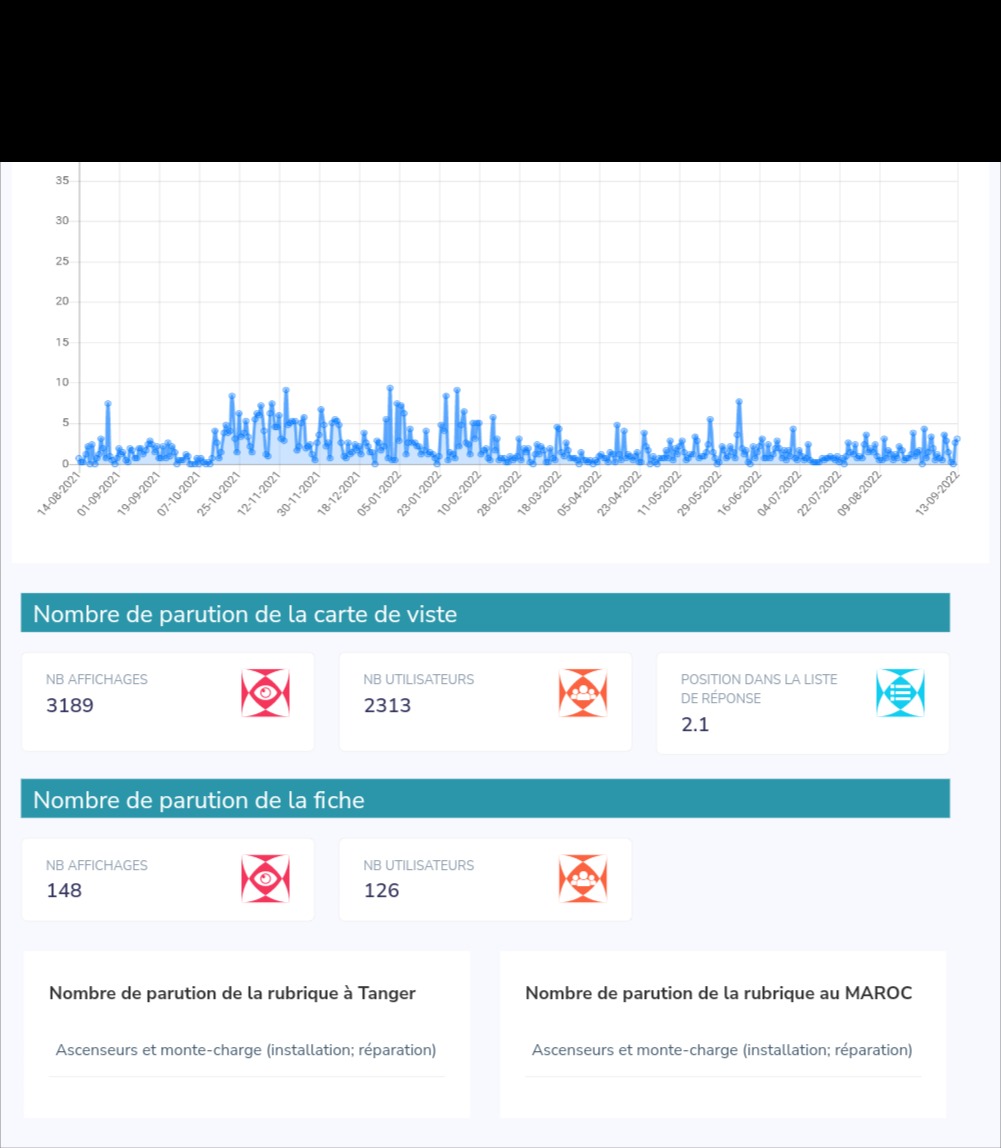 35
30
25
20
15
10
5
0
14-08-2021
01-09-2021
19-09-2021
07-10-2021
25-10-2021
12-11-2021
30-11-2021
18-12-2021
05-01-2022
23-01-2022
10-02-2022
28-02-2022
18-03-2022
05-04-2022
23-04-2022
11-05-2022
29-05-2022
16-06-2022
04-07-2022
22-07-2022
09-08-2022
13-09-2022
Nombre de parution de la carte de viste
NB AFFICHAGES
3189
NB UTILISATEURS
2313
POSITION DANS LA LISTE
DE RÉPONSE
2.1
Nombre de parution de la fiche
NB AFFICHAGES
148
NB UTILISATEURS
126
Nombre de parution de la rubrique à Tanger
Ascenseurs et monte-charge (installation; réparation)
Nombre de parution de la rubrique au MAROC
Ascenseurs et monte-charge (installation; réparation)